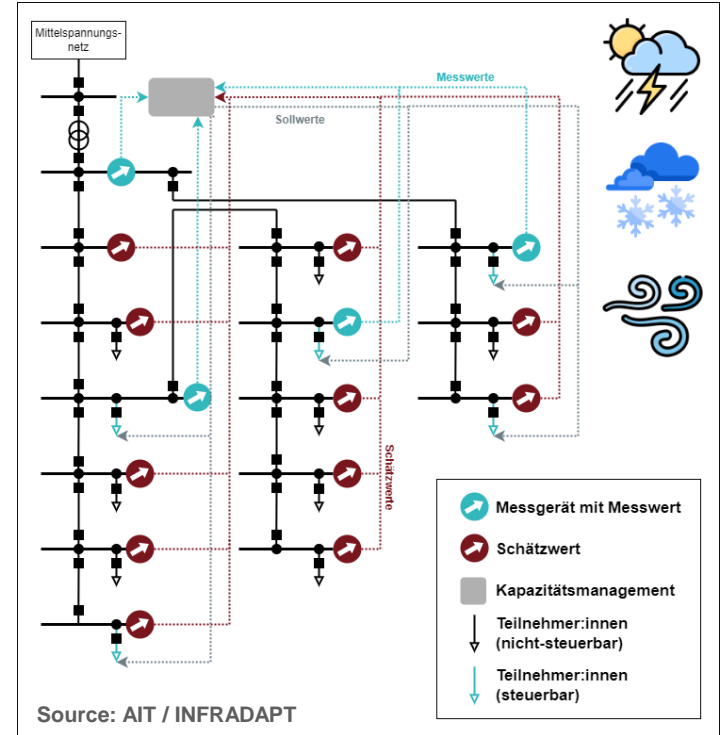 Mittelspannungs-
netz
Messwerte
Sollwerte
Schätzwerte
Messgerät mit Messwert
Schätzwert
Kapazitätsmanagement
Teilnehmer:innen
(nicht-steuerbar)
Teilnehmer:innen
(steuerbar)
Source: AIT / INFRADAPT